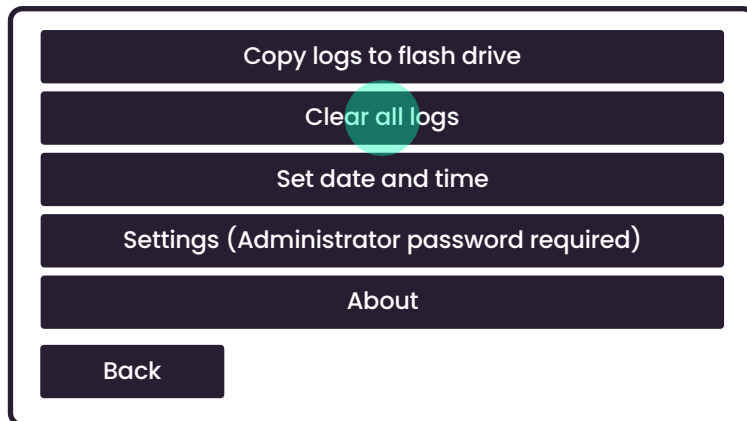 Copy logs to flash drive
Clear all logs
Set date and time
Settings (Administrator password required)
About
Back